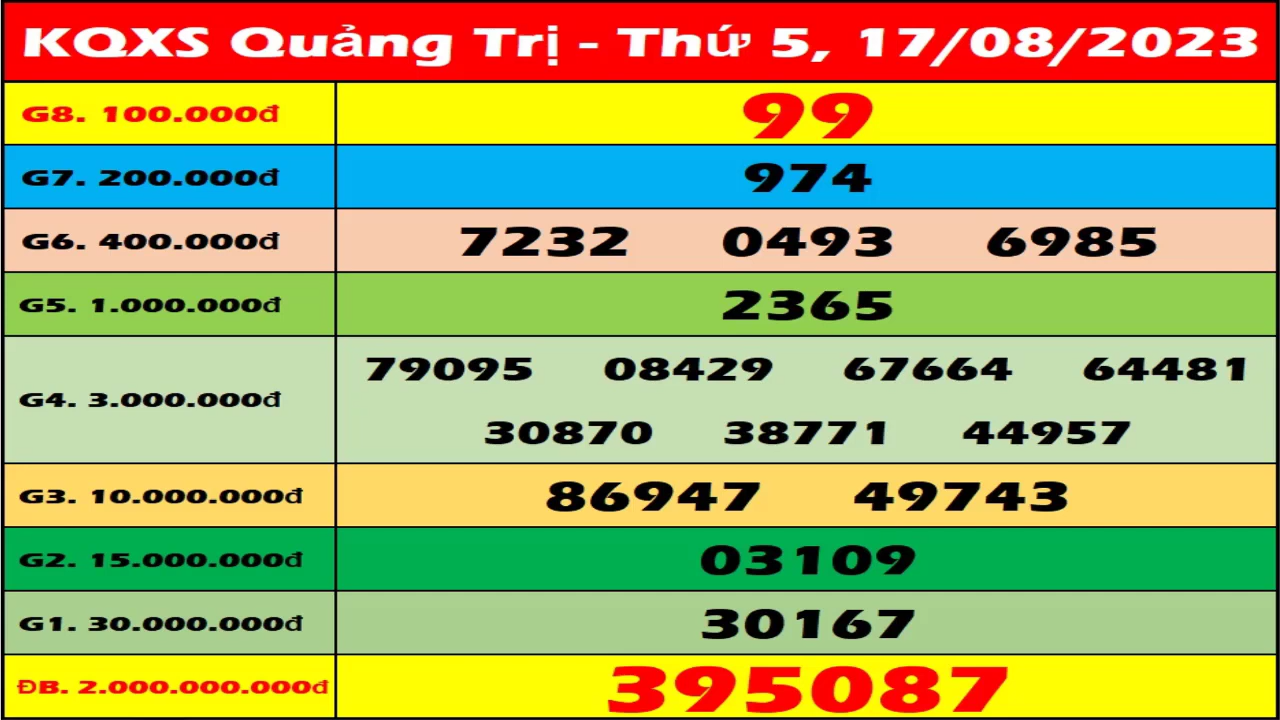 KQXS Quảng Trị - Thứ 5, 17/08/2023
G8. 100.000đ 99
G7. 200.000đ 974
G6. 400.000đ 7232 0493 6985
G5. 1.000.000đ 2365
G4. 3.000.000đ 79095 08429 67664 64481
30870 38771 44957
G3. 10.000.000đ 86947 49743
G2. 15.000.000đ 03109
G1. 30.000.000đ 30167
ĐB. 2.000.000.000đ 395087